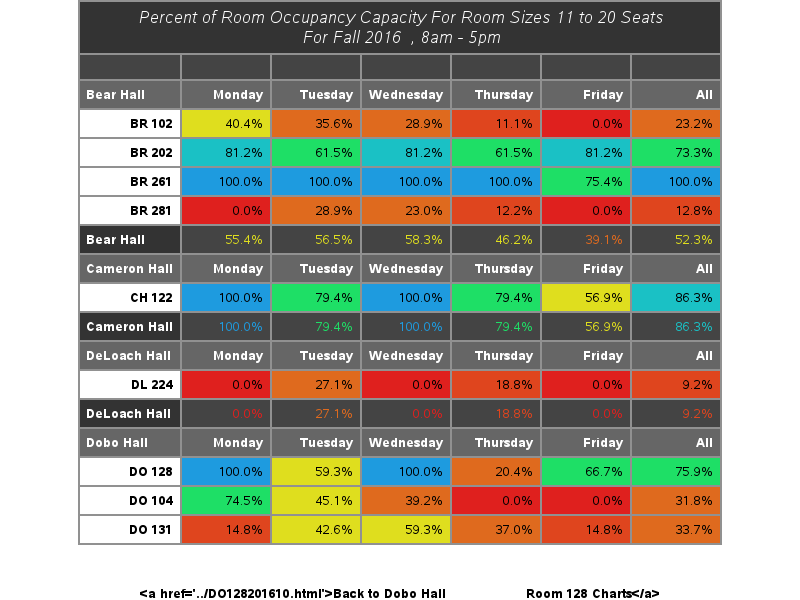 Percent of Room Occupancy Capacity For Room Sizes 11 to 20 Seats
For Fall 2016 , 8am - 5pm
Bear Hall Monday Tuesday Wednesday Thursday Friday All
BR 102 40.4% 35.6% 28.9% 11.1% 0.0% 23.2%
BR 202 81.2% 61.5% 81.2% 61.5% 81.2% 73.3%
BR 261 100.0% 100.0% 100.0% 100.0% 75.4% 100.0%
BR 281 0.0% 28.9% 23.0% 12.2% 0.0% 12.8%
Bear Hall 55.4% 56.5% 58.3% 46.2% 39.1% 52.3%
Cameron Hall Monday Tuesday Wednesday Thursday Friday All
CH 122 100.0% 79.4% 100.0% 79.4% 56.9% 86.3%
Cameron Hall 100.0% 79.4% 100.0% 79.4% 56.9% 86.3%
DeLoach Hall Monday Tuesday Wednesday Thursday Friday All
DL 224 0.0% 27.1% 0.0% 18.8% 0.0% 9.2%
DeLoach Hall 0.0% 27.1% 0.0% 18.8% 0.0% 9.2%
Dobo Hall Monday Tuesday Wednesday Thursday Friday All
DO 128 100.0% 59.3% 100.0% 20.4% 66.7% 75.9%
DO 104 74.5% 45.1% 39.2% 0.0% 0.0% 31.8%
DO 131 14.8% 42.6% 59.3% 37.0% 14.8% 33.7%
<a href='../DO128201610.html'>Back to Dobo Hall Room 128 Charts</a>